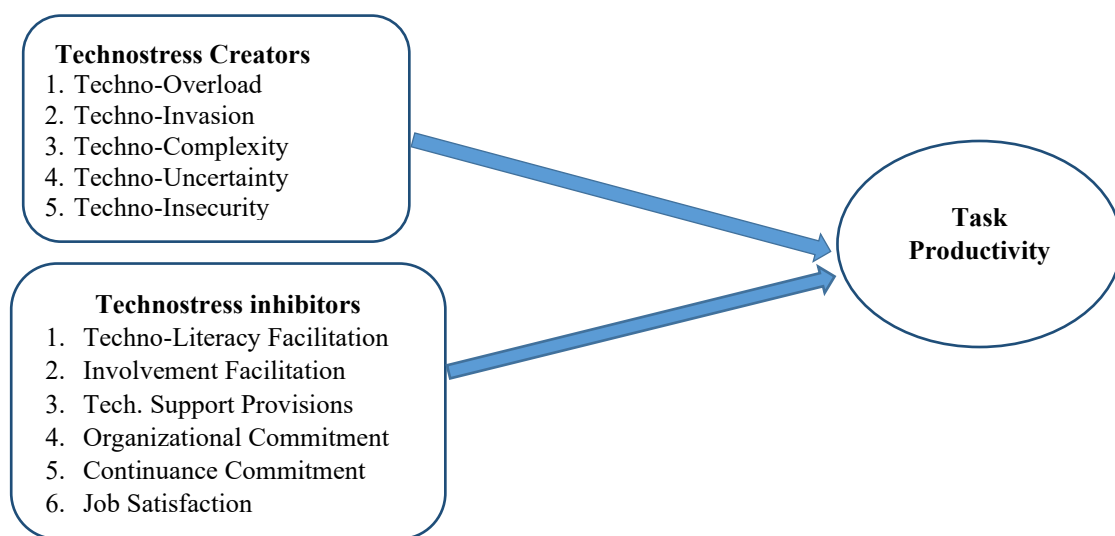 Technostress Creators
1. Techno-Overload
2. Techno-Invasion
3. Techno-Complexity
4. Techno-Uncertainty
5. Techno-Insecurity
Technostress inhibitors
1. Techno-Literacy Facilitation
2. Involvement Facilitation
3. Tech. Support Provisions
4. Organizational Commitment
5. Continuance Commitment
6. Job Satisfaction
Task
Productivity